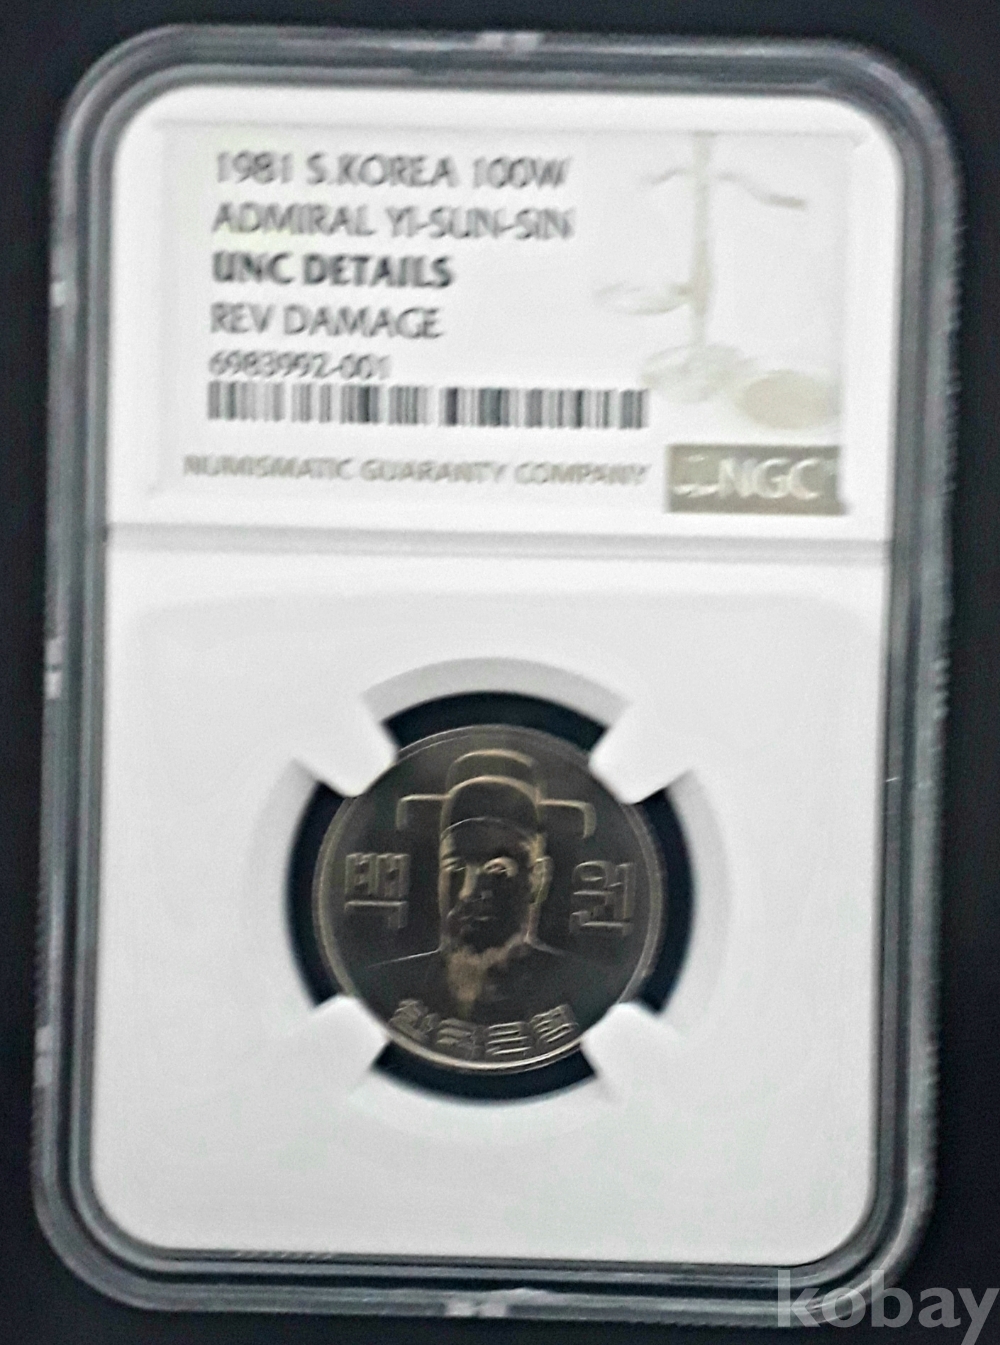 1981 S.KOREA 100W
ADMIRAL YI-SUN-SIN
UNC DETAILS
REV DAMAGE
6983992-001
NUMISMATIC GUARANTY COMPANY
NGC
백 원
한국은행
kobay